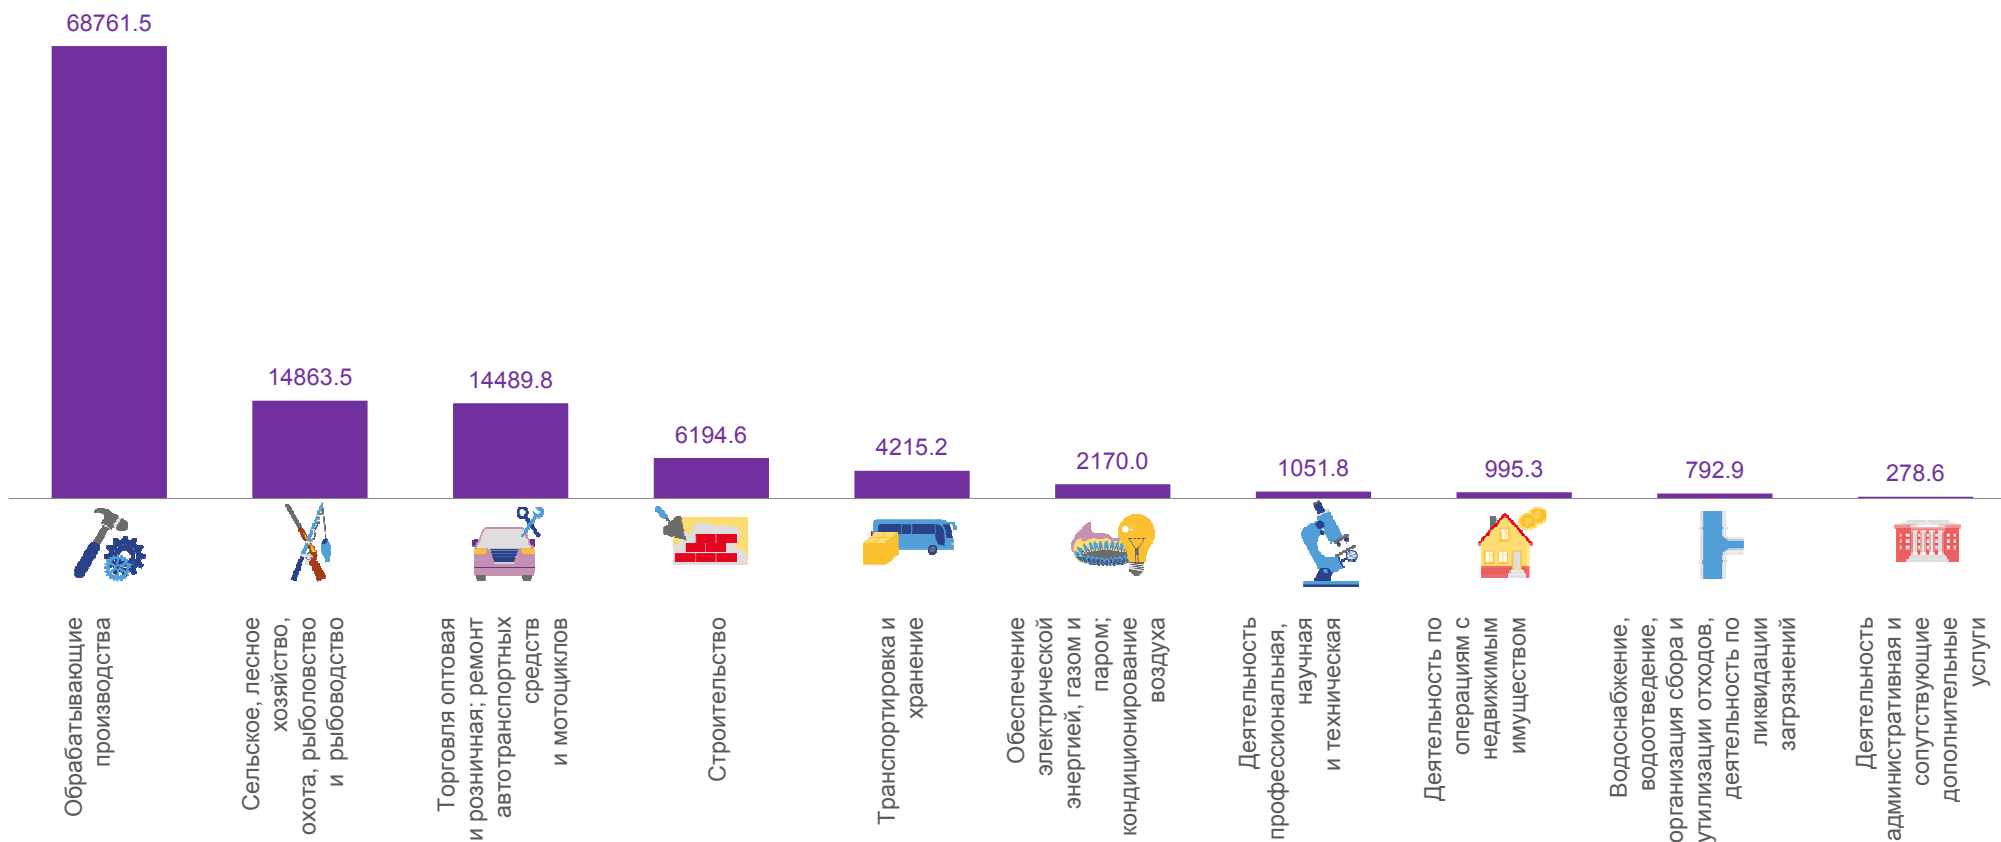 68761.5
14863.5
14489.8
6194.6
4215.2
2170.0
1051.8
995.3
792.9
278.6
Обрабатывающие
производства
Сельское, лесное
хозяйство,
охота, рыболовство
и рыбоводство
Торговля оптовая
и розничная; ремонт
автотранспортных
средств
и мотоциклов
Строительство
Транспортировка и
хранение
Обеспечение
электрической
энергией, газом и
паром;
кондиционирование
воздуха
Деятельность
профессиональная,
научная
и техническая
Деятельность по
операциям с
недвижимым
имуществом
Водоснабжение,
водоотведение,
организация сбора и
утилизации отходов,
деятельность по
ликвидации
загрязнений
Деятельность
административная и
сопутствующие
дополнительные
услуги